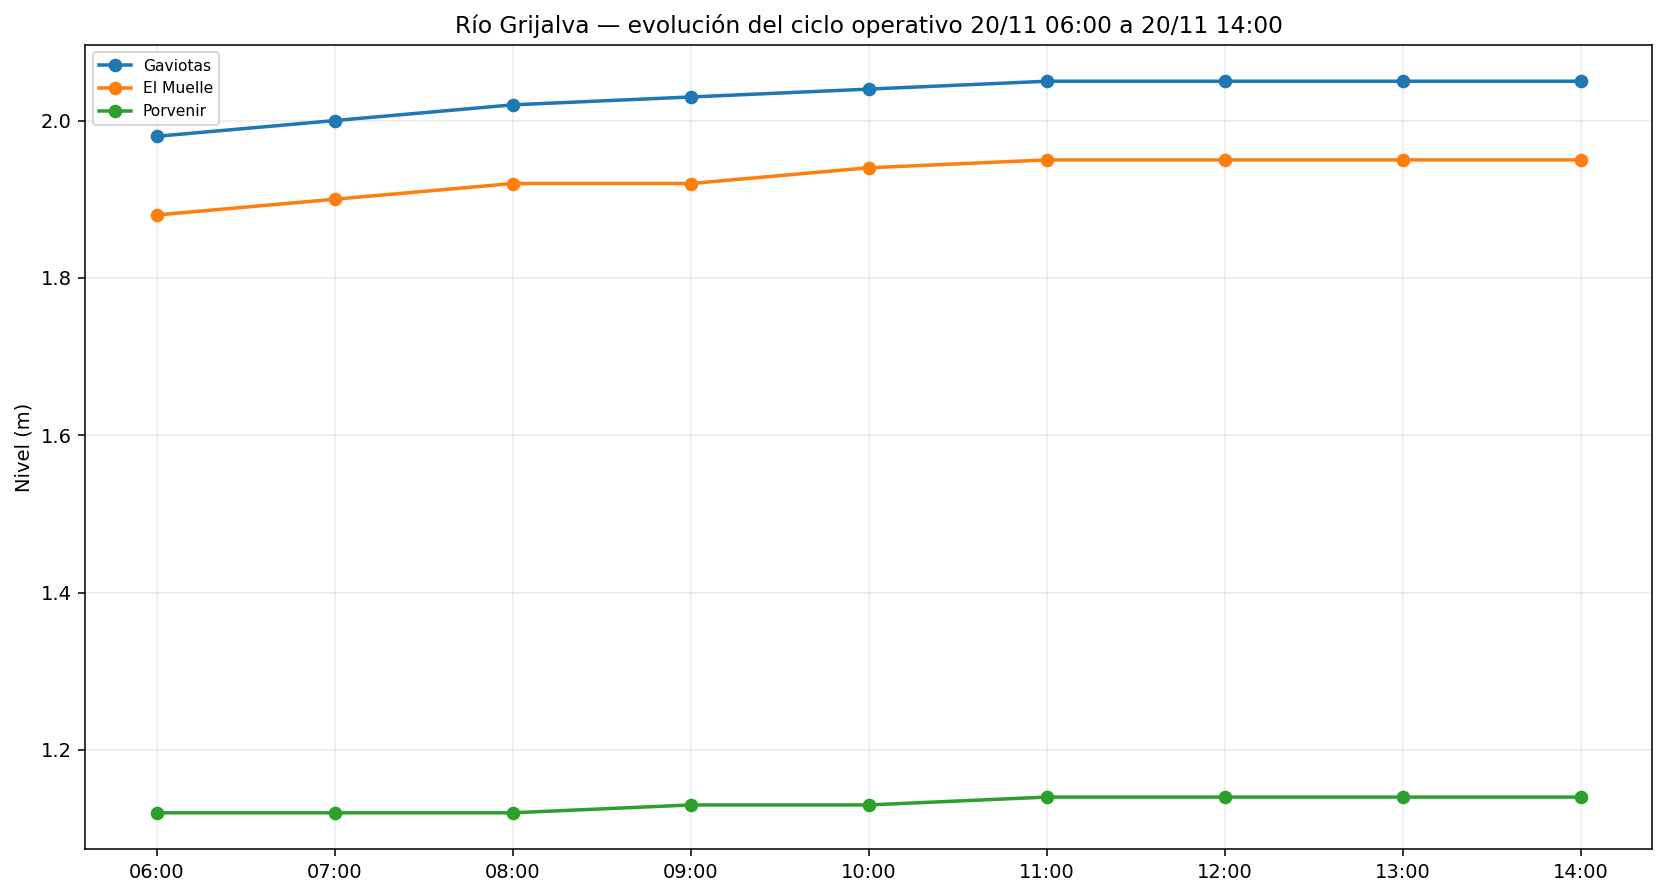 Río Grijalva — evolución del ciclo operativo 20/11 06:00 a 20/11 14:00
Gaviotas
El Muelle
Porvenir
Nivel (m)
2.0
1.8
1.6
1.4
1.2
06:00 07:00 08:00 09:00 10:00 11:00 12:00 13:00 14:00